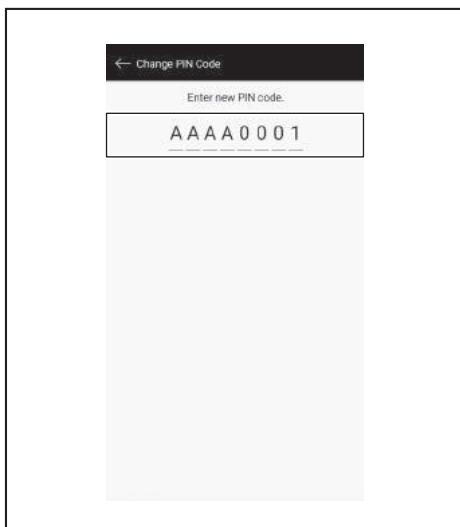 ← Change PIN Code
Enter new PIN code.
AAAA0001